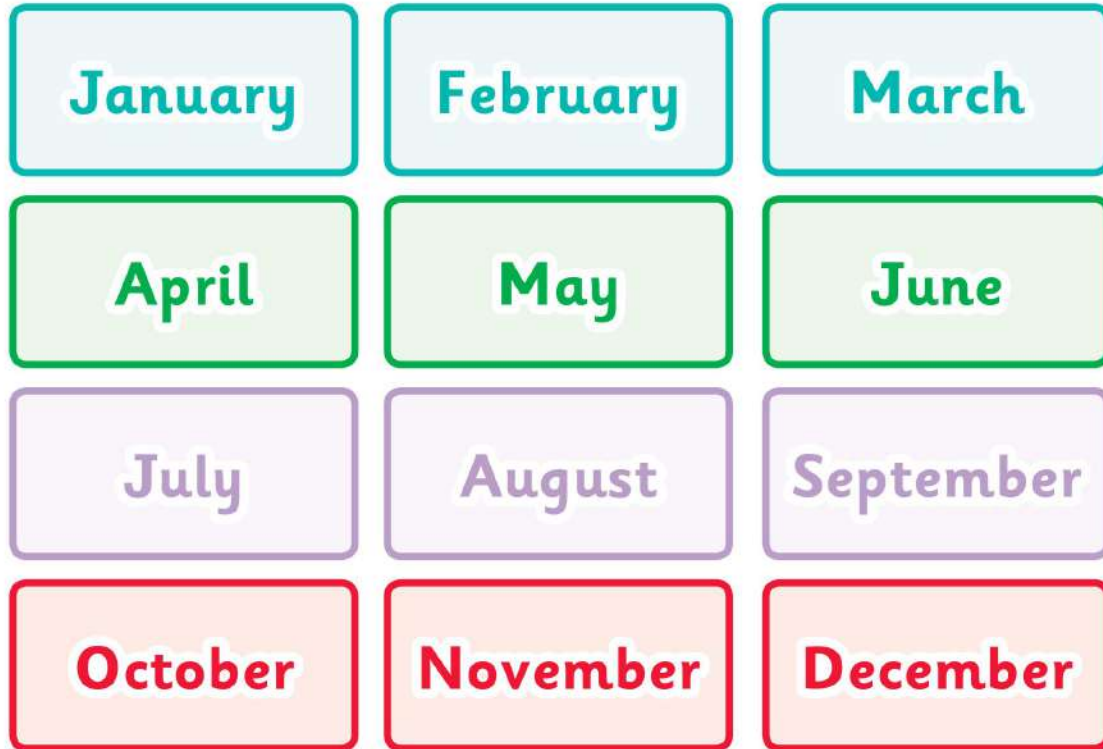 January February March
April May June
July August September
October November December